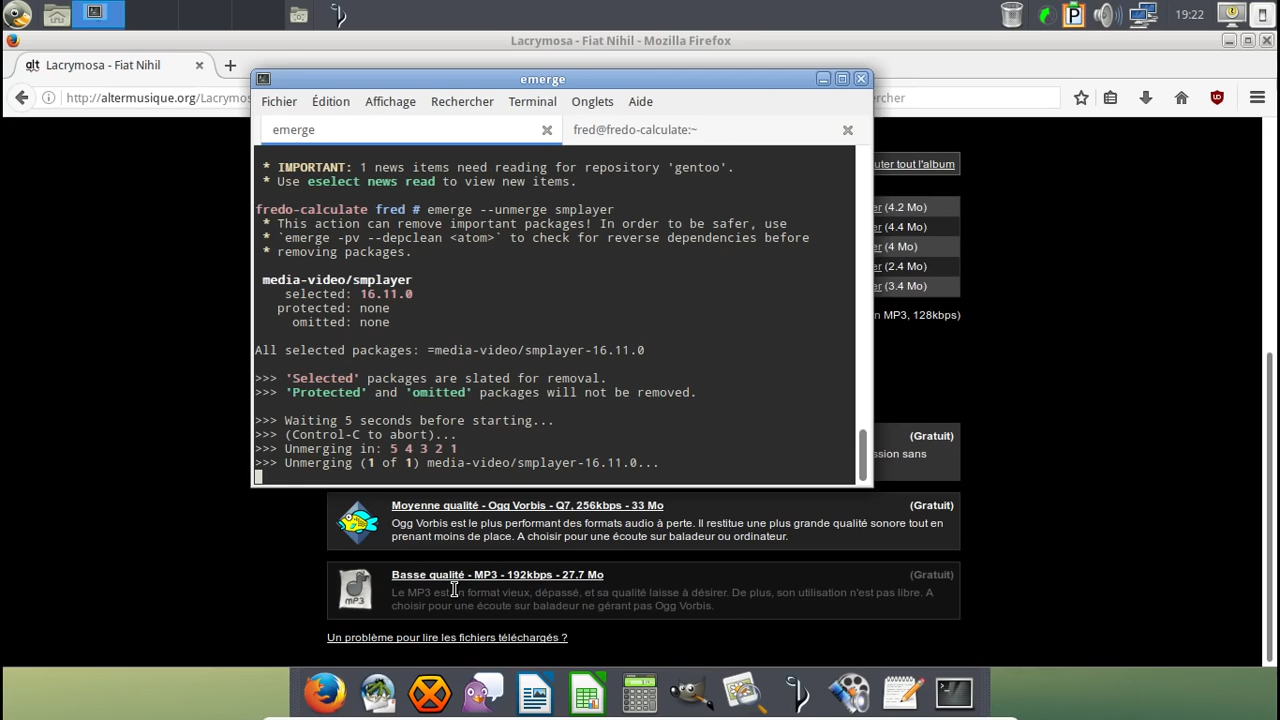 19:22
Lacrymosa - Fiat Nihil - Mozilla Firefox
glt Lacrymosa - Fiat Nihil
http://altermusique.org/Lacrymos
archer
emerge
Fichier Édition Affichage Rechercher Terminal Onglets Aide
emerge fred@fredo-calculate:~
* IMPORTANT: 1 news items need reading for repository 'gentoo'.
* Use eselect news read to view new items.
fredo-calculate fred # emerge --unmerge smplayer
* This action can remove important packages! In order to be safer, use
* `emerge -pv --depclean <atom>` to check for reverse dependencies before
* removing packages.
media-video/smplayer
selected: 16.11.0
protected: none
omitted: none
All selected packages: =media-video/smplayer-16.11.0
>>> 'Selected' packages are slated for removal.
>>> 'Protected' and 'omitted' packages will not be removed.
>>> Waiting 5 seconds before starting...
>>> (Control-C to abort)...
>>> Unmerging in: 5 4 3 2 1
>>> Unmerging (1 of 1) media-video/smplayer-16.11.0...
uter tout l'album
er (4.2 Mo)
er (4.4 Mo)
er (4 Mo)
er (2.4 Mo)
er (3.4 Mo)
n MP3, 128kbps)
(Gratuit)
ssion sans
Moyenne qualité - Ogg Vorbis - Q7, 256kbps - 33 Mo (Gratuit)
Ogg Vorbis est le plus performant des formats audio à perte. Il restitue une plus grande qualité sonore tout en
prenant moins de place. A choisir pour une écoute sur baladeur ou ordinateur.
Basse qualité - MP3 - 192kbps - 27.7 Mo (Gratuit)
Le MP3 est un format vieux, dépassé, et sa qualité laisse à désirer. De plus, son utilisation n'est pas libre. A
choisir pour une écoute sur baladeur ne gérant pas Ogg Vorbis.
MP3
Un problème pour lire les fichiers téléchargés ?